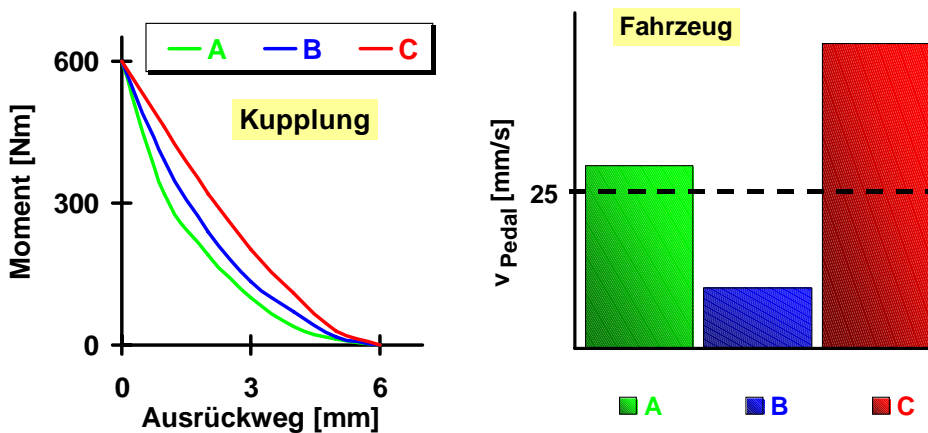 A B C
Kupplung
Moment [Nm]
600
300
0
0 3 6
Ausrückweg [mm]
Fahrzeug
v Pedal [mm/s]
25
A B C